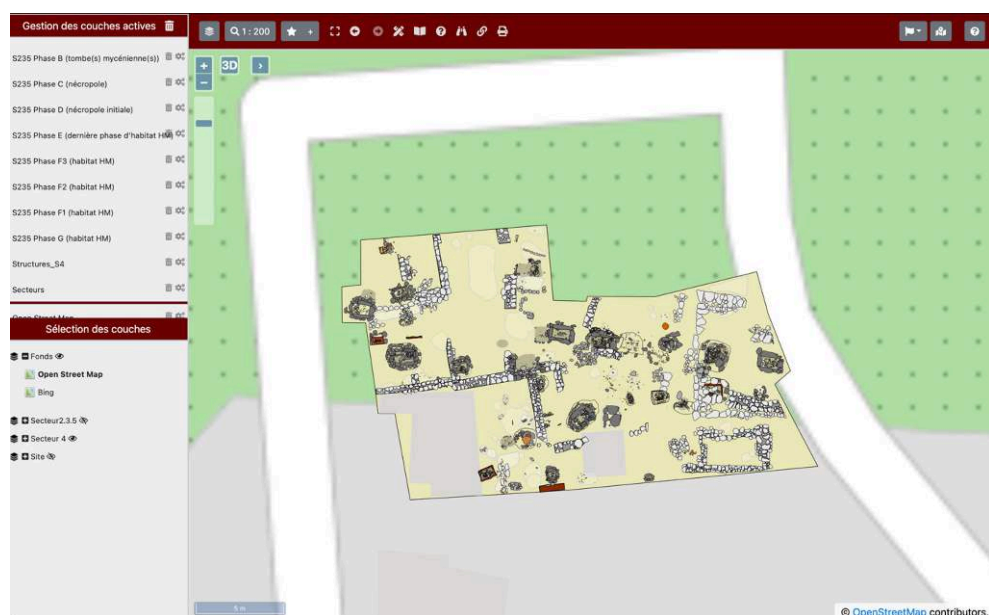 Gestion des couches actives
1 : 200
S235 Phase B (tombe(s) mycénienne(s))
S235 Phase C (nécropole)
S235 Phase D (nécropole initiale)
S235 Phase E (dernière phase d'habitat HM)
S235 Phase F3 (habitat HM)
S235 Phase F2 (habitat HM)
S235 Phase F1 (habitat HM)
S235 Phase G (habitat HM)
Structures_S4
Secteurs
Open Street Map
Sélection des couches
Fonds
Open Street Map
Bing
Secteur2.3.5
Secteur 4
Site
+
3D
›
−
5 m
© OpenStreetMap contributors